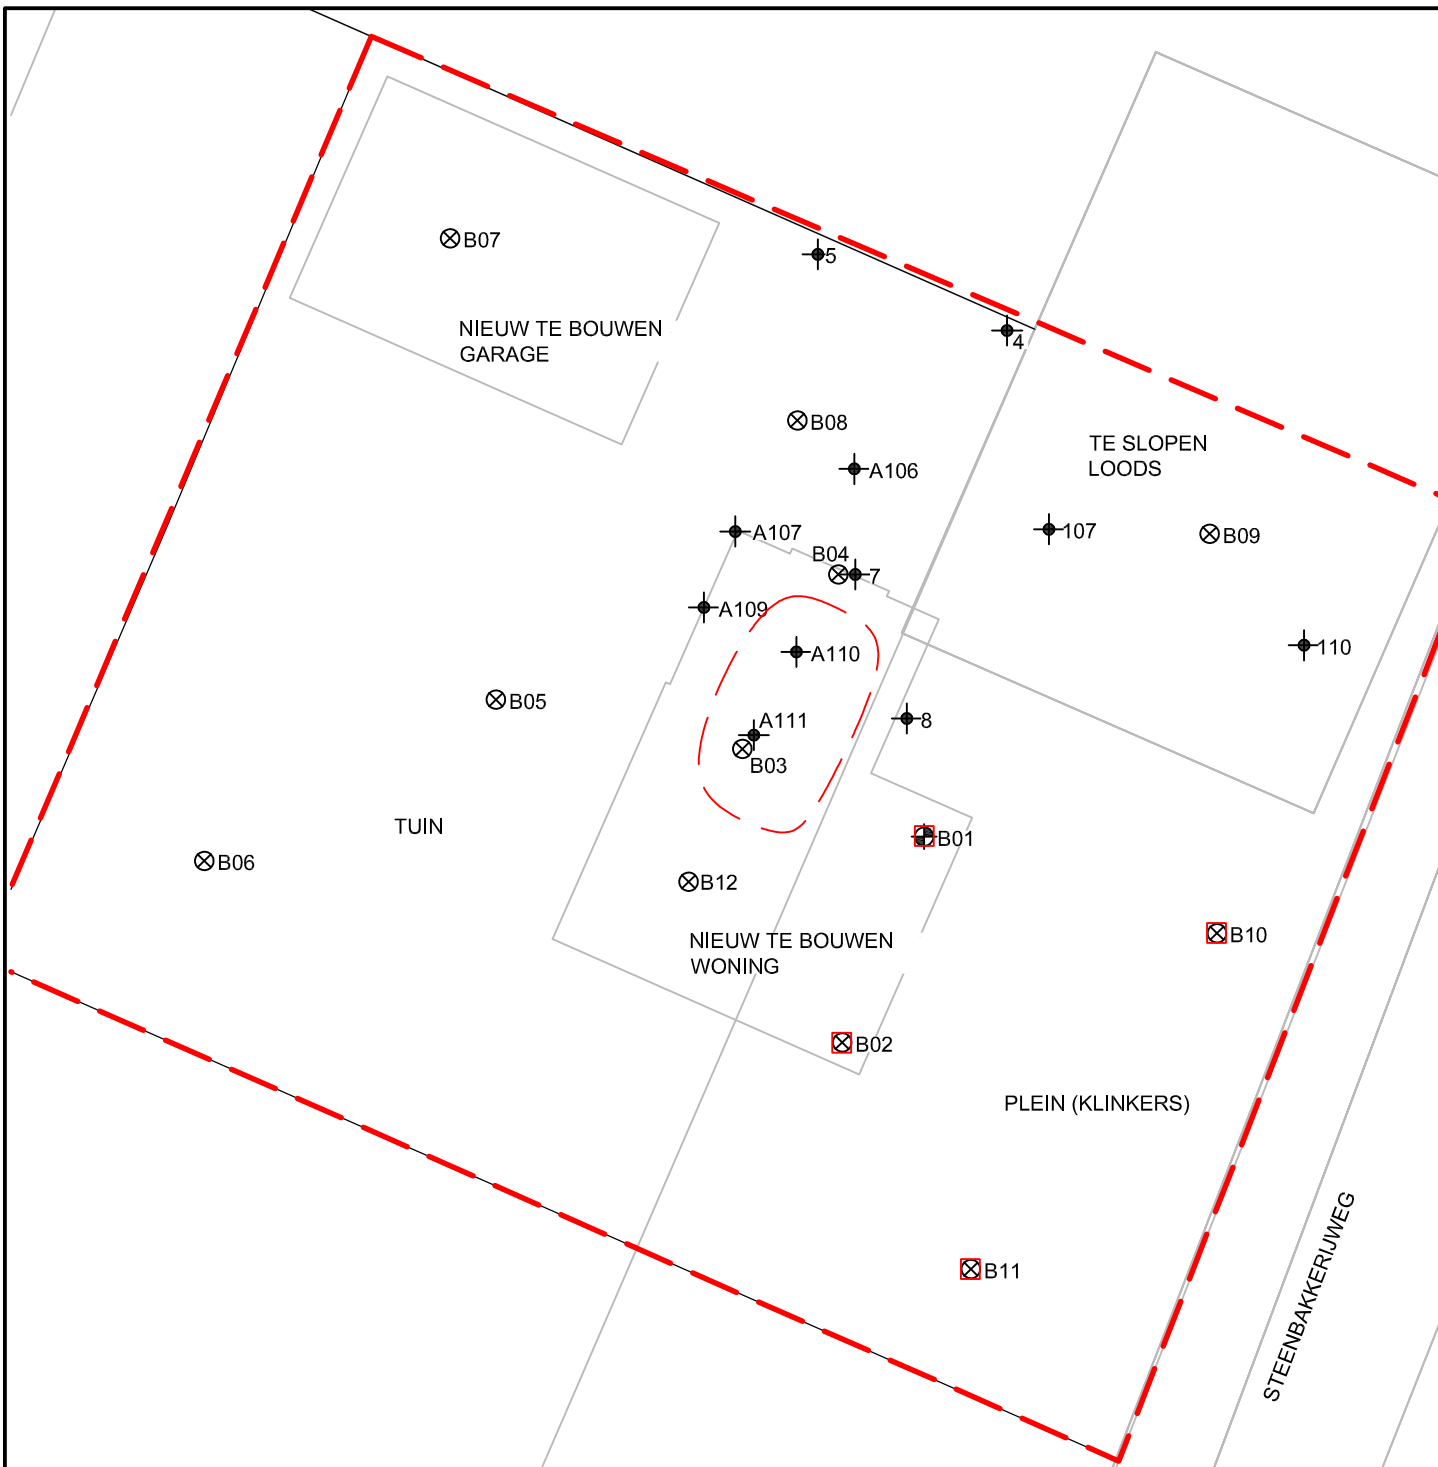 B07
5
NIEUW TE BOUWEN
GARAGE
4
B08
TE SLOPEN
LOODS
A106
A107
107
B09
B04
7
A109
A110
110
B05
A111
8
B03
TUIN
B01
B06
B12
NIEUW TE BOUWEN
WONING
B10
B02
PLEIN (KLINKERS)
B11
STEENBAKKERIJWEG